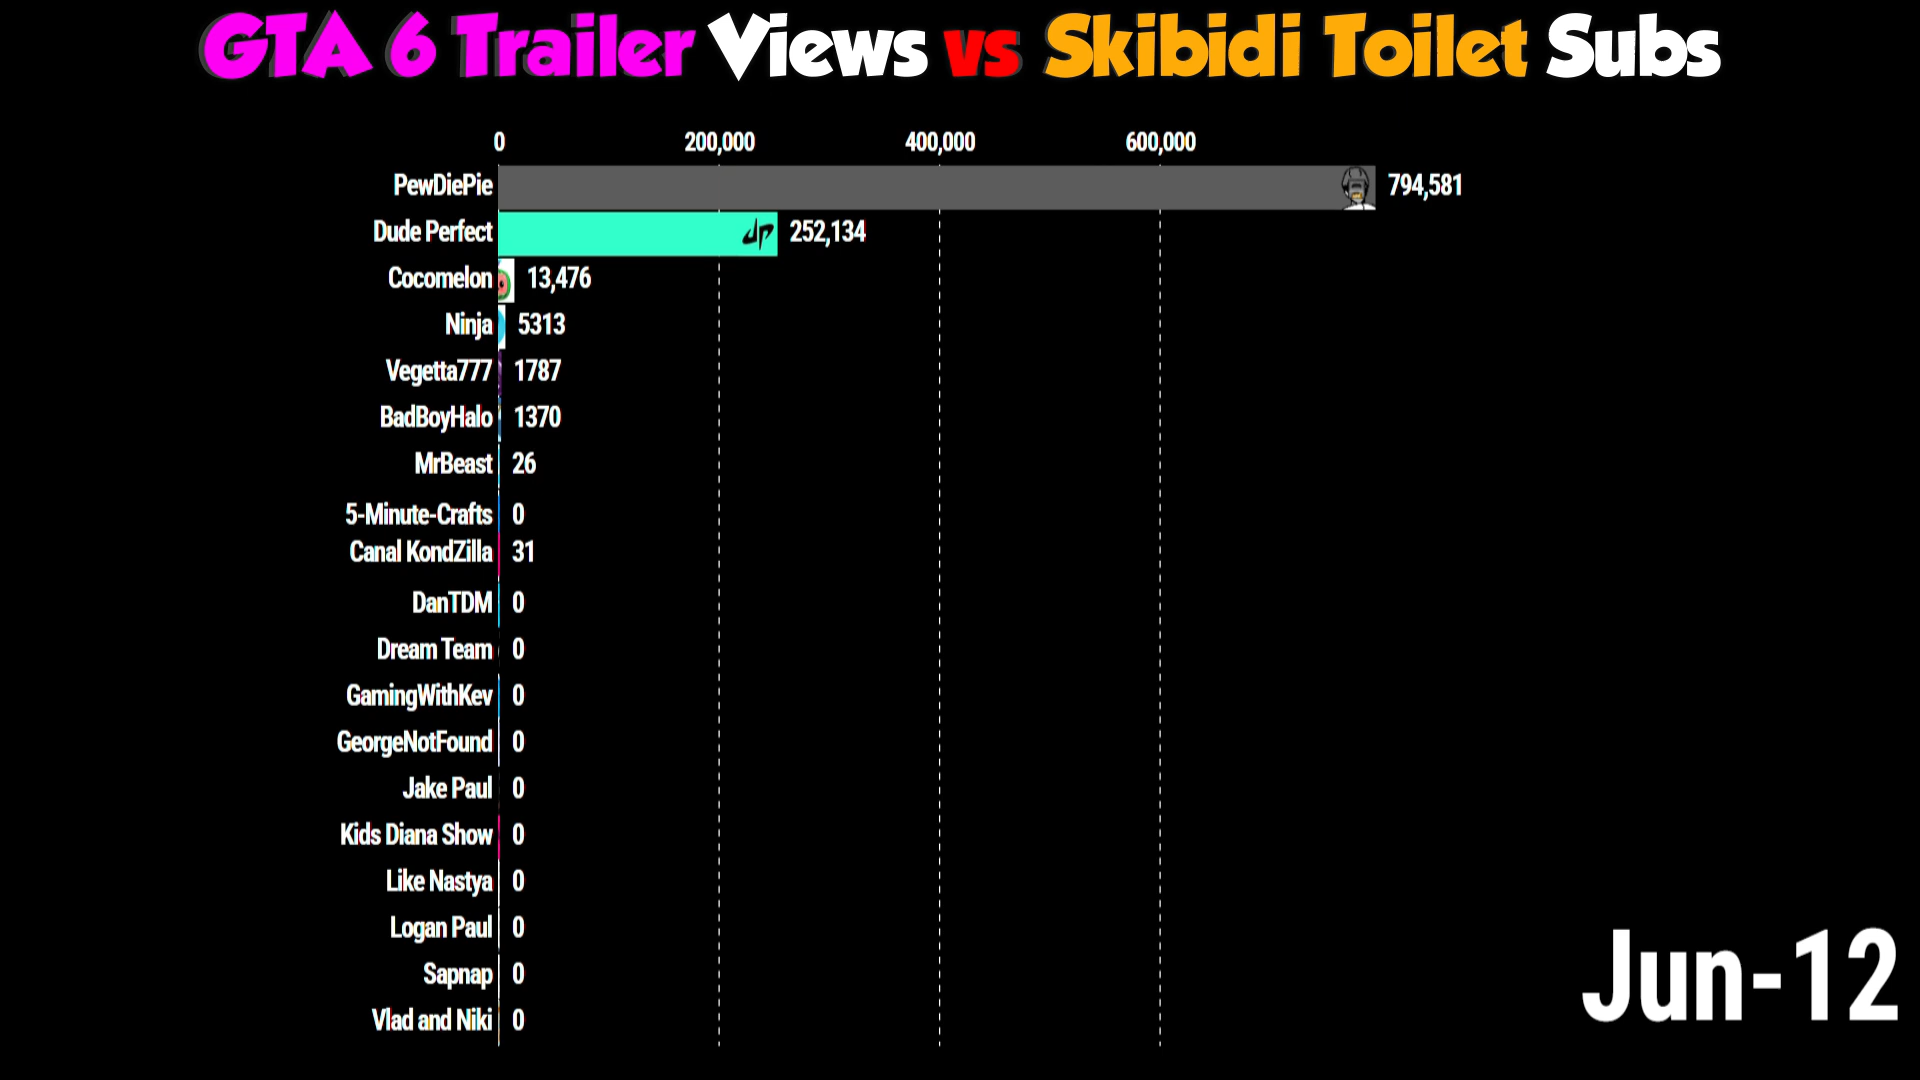 GTA 6 Trailer Views vs Skibidi Toilet Subs
0 200,000 400,000 600,000
PewDiePie 794,581
Dude Perfect dp 252,134
Cocomelon 13,476
Ninja 5313
Vegetta777 1787
BadBoyHalo 1370
MrBeast 26
5-Minute-Crafts 0
Canal KondZilla 31
DanTDM 0
Dream Team 0
GamingWithKev 0
GeorgeNotFound 0
Jake Paul 0
Kids Diana Show 0
Like Nastya 0
Logan Paul 0
Sapnap 0
Vlad and Niki 0
Jun-12